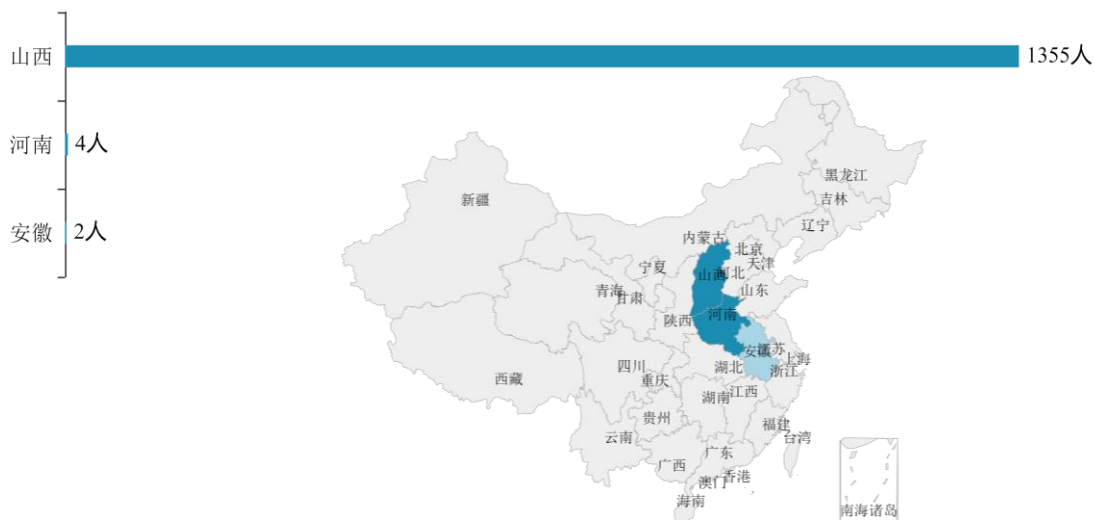 山西
1355人
河南
4人
安徽
2人
黑龙江
吉林
新疆
辽宁
内蒙古
北京
天津
宁夏
山西
河北
青海
甘肃
山东
陕西
河南
安徽
江苏
上海
四川
湖北
浙江
西藏
重庆
江西
湖南
贵州
福建
云南
台湾
广东
广西
香港
澳门
海南
南海诸岛